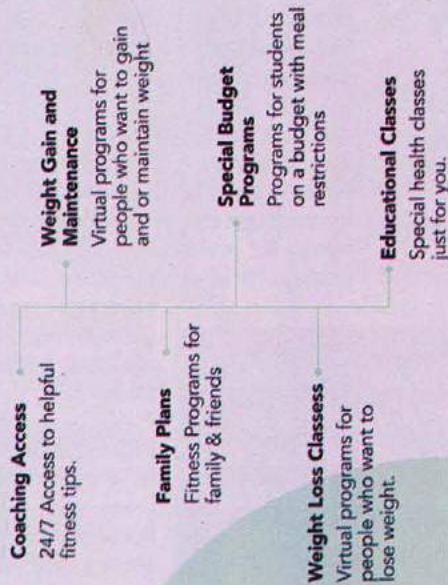 Coaching Access
24/7 Access to helpful
fitness tips.
Weight Gain and
Maintenance
Virtual programs for
people who want to gain
and or maintain weight
Family Plans
Fitness Programs for
family & friends
Special Budget
Programs
Programs for students
on a budget with meal
restrictions
Weight Loss Classess
Virtual programs for
people who want to
lose weight.
Educational Classes
Special health classes
just for you.